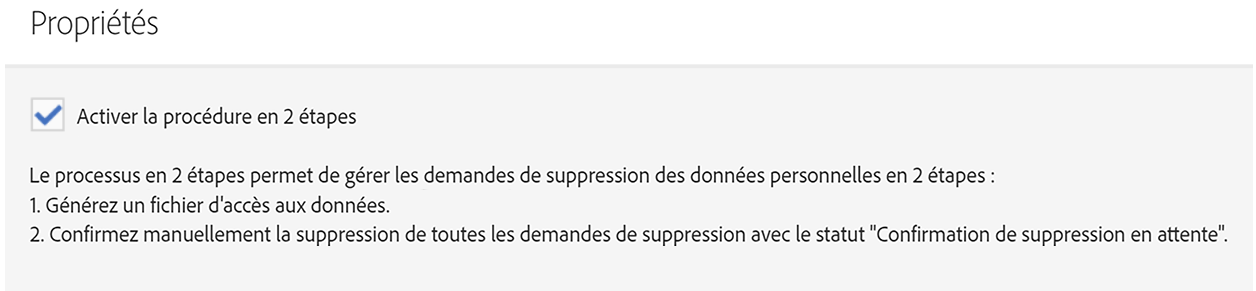 Propriétés
Activer la procédure en 2 étapes
Le processus en 2 étapes permet de gérer les demandes de suppression des données personnelles en 2 étapes :
1. Générez un fichier d'accès aux données.
2. Confirmez manuellement la suppression de toutes les demandes de suppression avec le statut "Confirmation de suppression en attente".